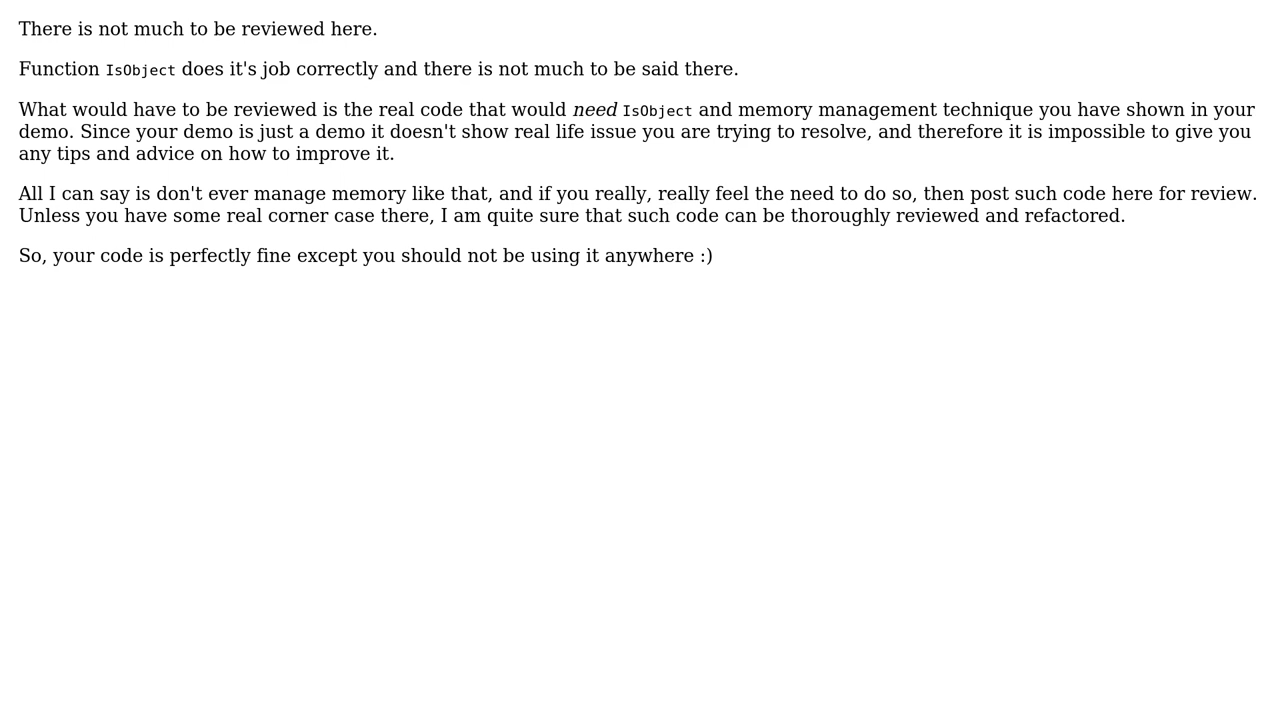 There is not much to be reviewed here.
Function IsObject does it's job correctly and there is not much to be said there.
What would have to be reviewed is the real code that would need IsObject and memory management technique you have shown in your
demo. Since your demo is just a demo it doesn't show real life issue you are trying to resolve, and therefore it is impossible to give you
any tips and advice on how to improve it.
All I can say is don't ever manage memory like that, and if you really, really feel the need to do so, then post such code here for review.
Unless you have some real corner case there, I am quite sure that such code can be thoroughly reviewed and refactored.
So, your code is perfectly fine except you should not be using it anywhere :)